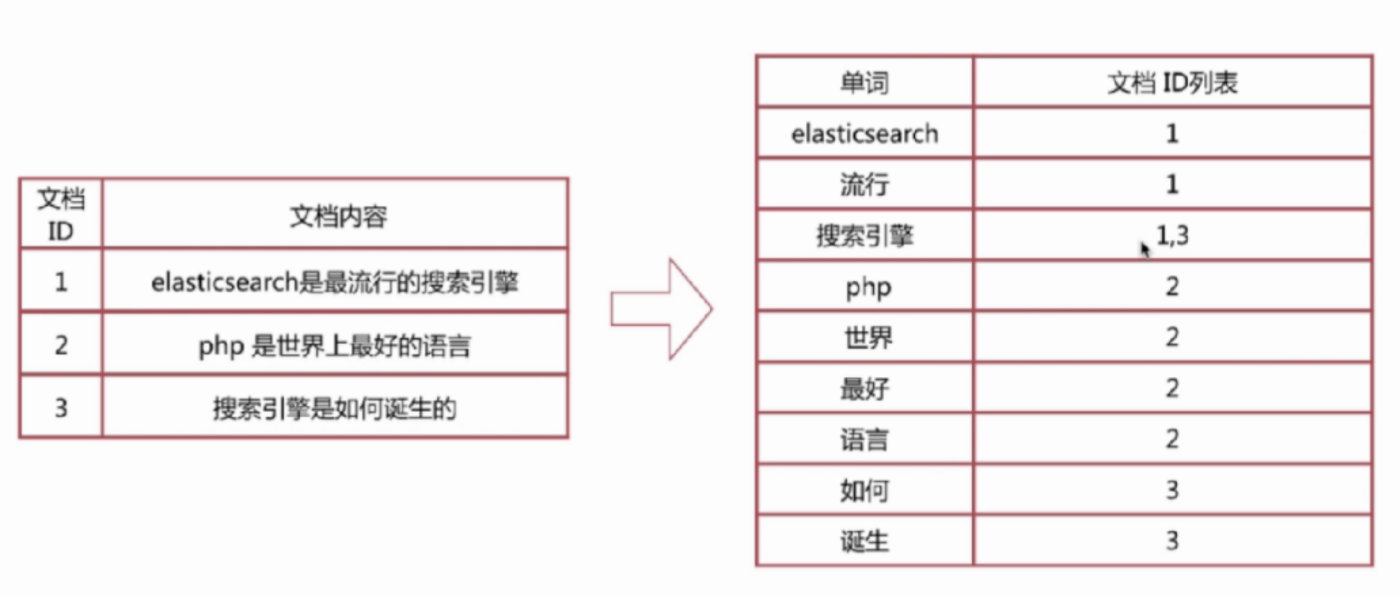 文档
ID
文档内容
1
elasticsearch是最流行的搜索引擎
2
php 是世界上最好的语言
3
搜索引擎是如何诞生的
单词
文档 ID列表
elasticsearch
1
流行
1
搜索引擎
1,3
php
2
世界
2
最好
2
语言
2
如何
3
诞生
3